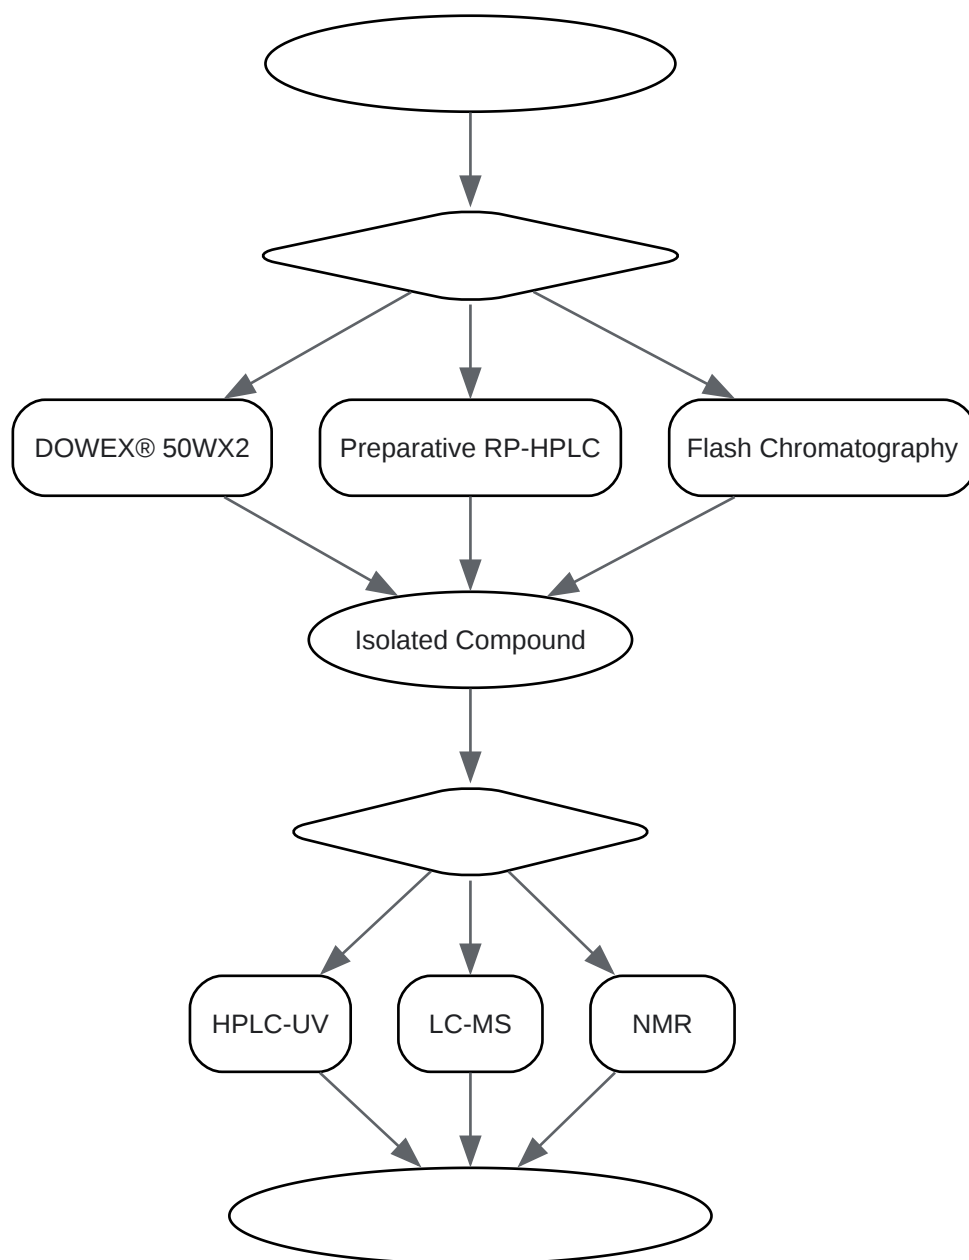 DOWEX® 50WX2
Preparative RP-HPLC
Flash Chromatography
Isolated Compound
HPLC-UV
LC-MS
NMR